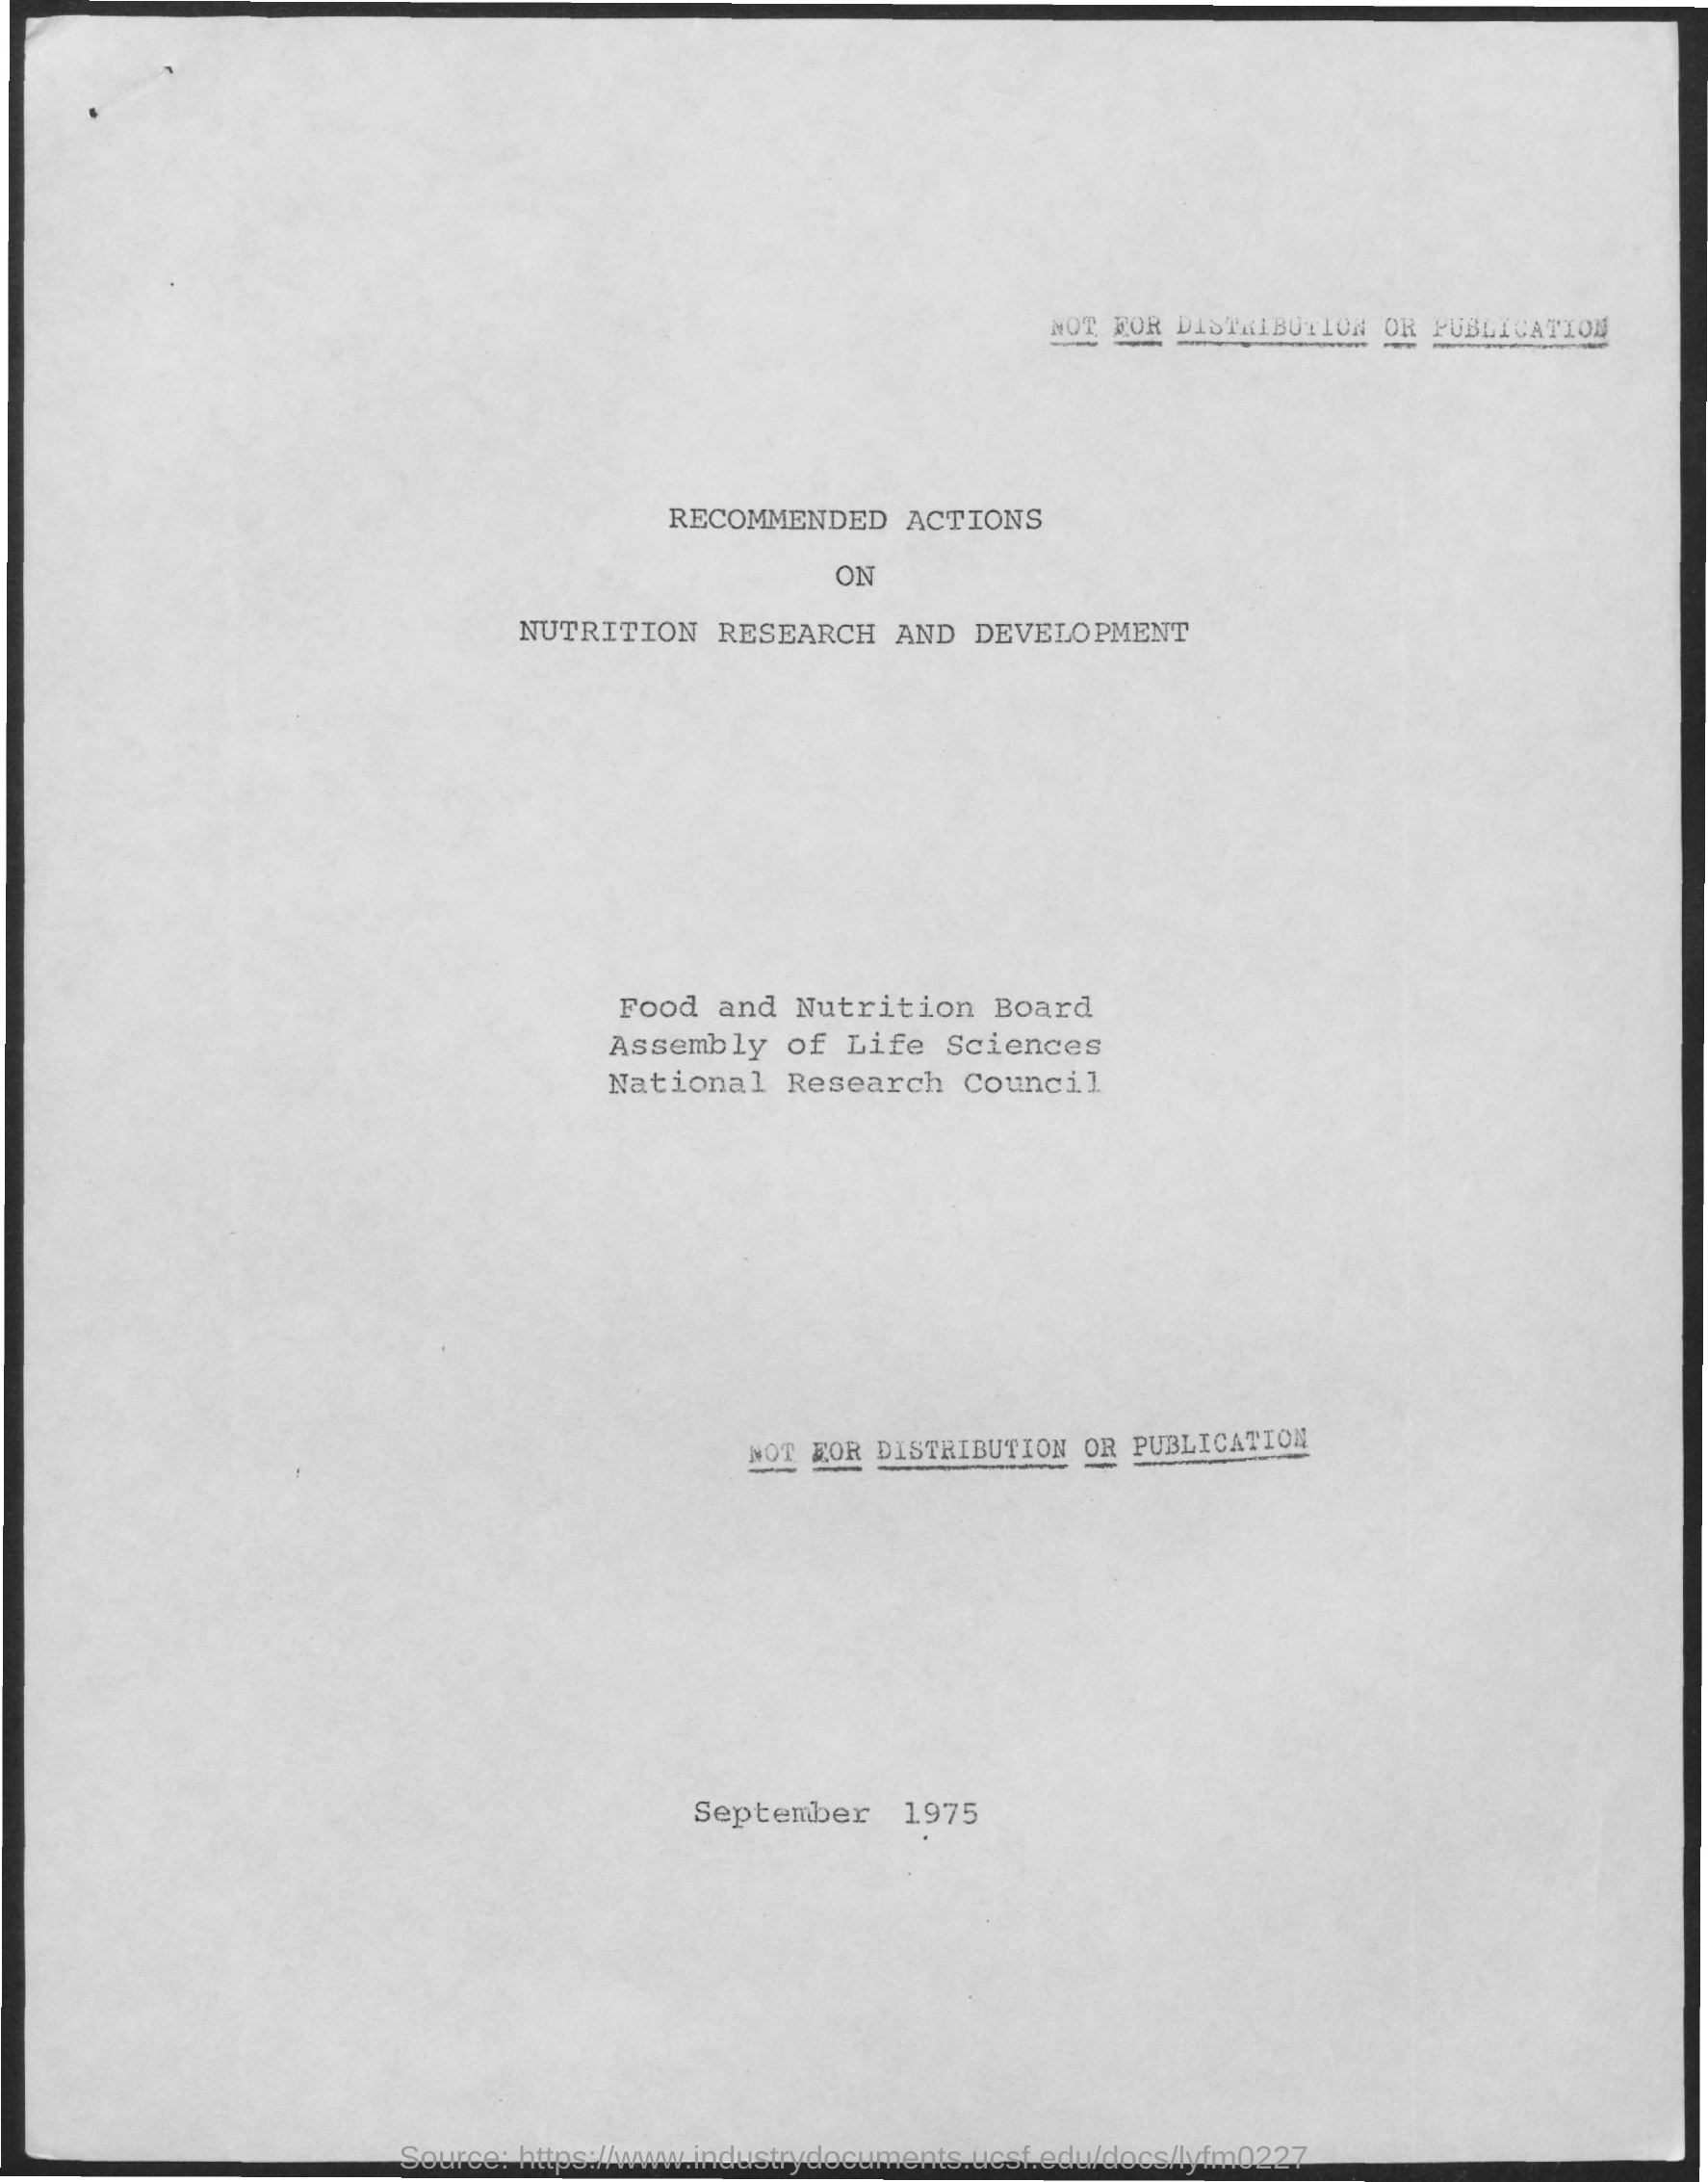 NOT FOR DISTRIBUTION OR PUBLICATION
RECOMMENDED ACTIONS
ON
NUTRITION RESEARCH AND DEVELOPMENT
Food and Nutrition Board
Assembly of Life Sciences
National Research Council
NOT FOR DISTRIBUTION OR PUBLICATION
September 1975
Source: https://www.industrydocuments.ucsf.edu/docs/lyfm0227